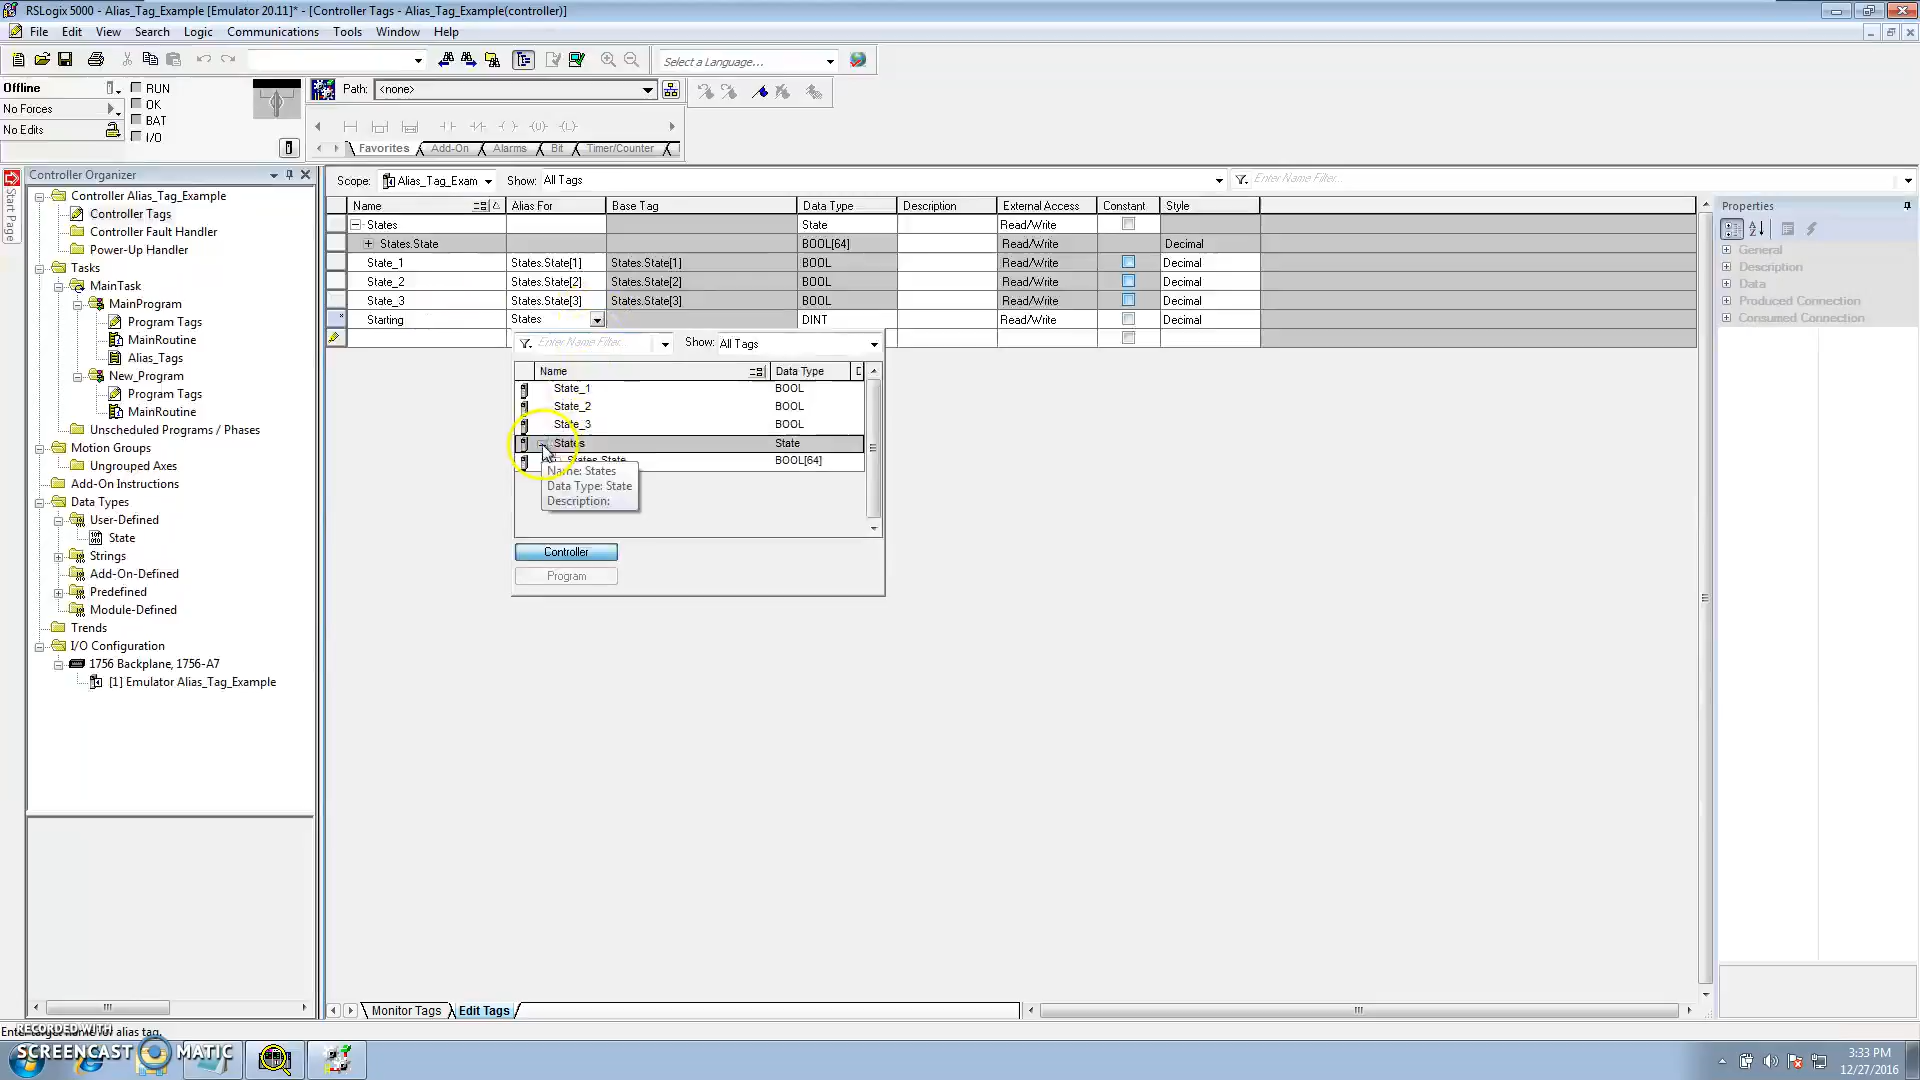 RSLogix 5000 - Alias_Tag_Example [Emulator 20.11]* - [Controller Tags - Alias_Tag_Example(controller)]
File Edit View Search Logic Communications Tools Window Help
Select a Language...
Offline RUN
No Forces OK
No Edits BAT
I/O
Path: <none>
Favorites Add-On Alarms Bit Timer/Counter
Start Page
Controller Organizer
Controller Alias_Tag_Example
Controller Tags
Controller Fault Handler
Power-Up Handler
Tasks
MainTask
MainProgram
Program Tags
MainRoutine
Alias_Tags
New_Program
Program Tags
MainRoutine
Unscheduled Programs / Phases
Motion Groups
Ungrouped Axes
Add-On Instructions
Data Types
User-Defined
State
Strings
Add-On-Defined
Predefined
Module-Defined
Trends
I/O Configuration
1756 Backplane, 1756-A7
[1] Emulator Alias_Tag_Example
Scope: Alias_Tag_Exam Show: All Tags Enter Name Filter...
Name Alias For Base Tag Data Type Description External Access Constant Style
States State Read/Write
States.State BOOL[64] Read/Write Decimal
State_1 States.State[1] States.State[1] BOOL Read/Write Decimal
State_2 States.State[2] States.State[2] BOOL Read/Write Decimal
State_3 States.State[3] States.State[3] BOOL Read/Write Decimal
Starting States DINT Read/Write Decimal
Enter Name Filter... Show: All Tags
Name Data Type D
State_1 BOOL
State_2 BOOL
State_3 BOOL
States State
States.State BOOL[64]
Name: States
Data Type: State
Description:
Controller
Program
Properties
General
Description
Data
Produced Connection
Consumed Connection
Monitor Tags Edit Tags
Enter target name for alias tag.
RECORDED WITH
SCREENCAST MATIC
3:33 PM
12/27/2016